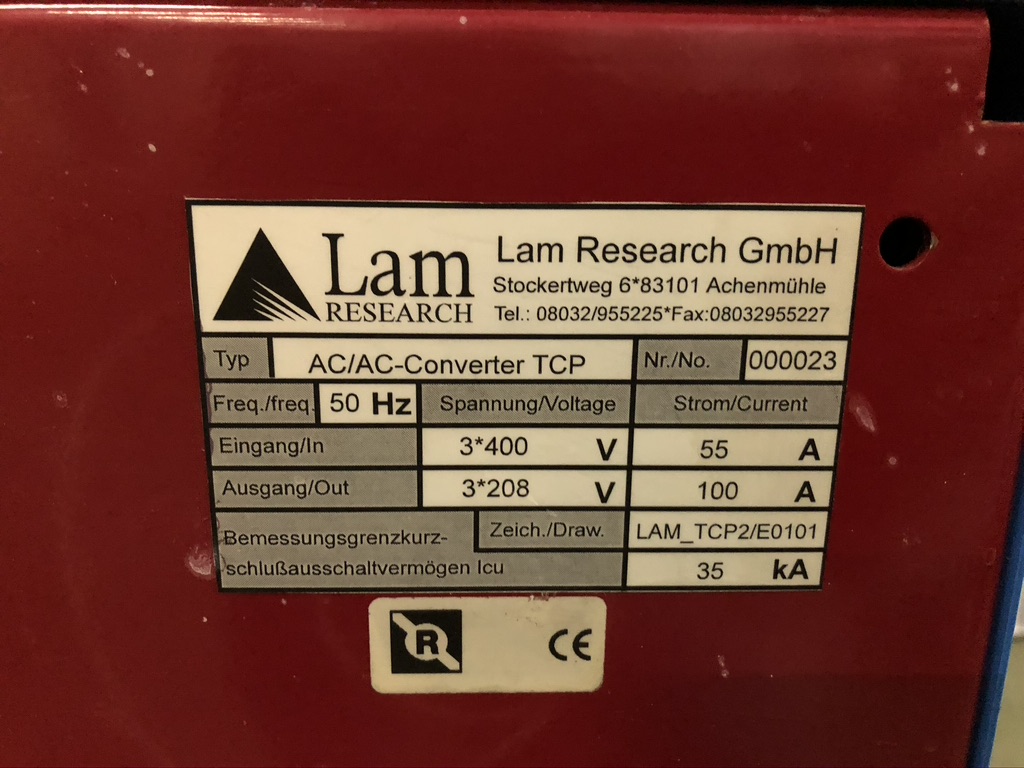 Lam
RESEARCH
Lam Research GmbH
Stockertweg 6*83101 Achenmühle
Tel.: 08032/955225*Fax:08032955227
Typ AC/AC-Converter TCP Nr./No. 000023
Freq./freq. 50 Hz Spannung/Voltage Strom/Current
Eingang/In 3*400 V 55 A
Ausgang/Out 3*208 V 100 A
Zeich./Draw. LAM_TCP2/E0101
Bemessungsgrenzkurz-
schlußausschaltvermögen Icu 35 kA
R CE